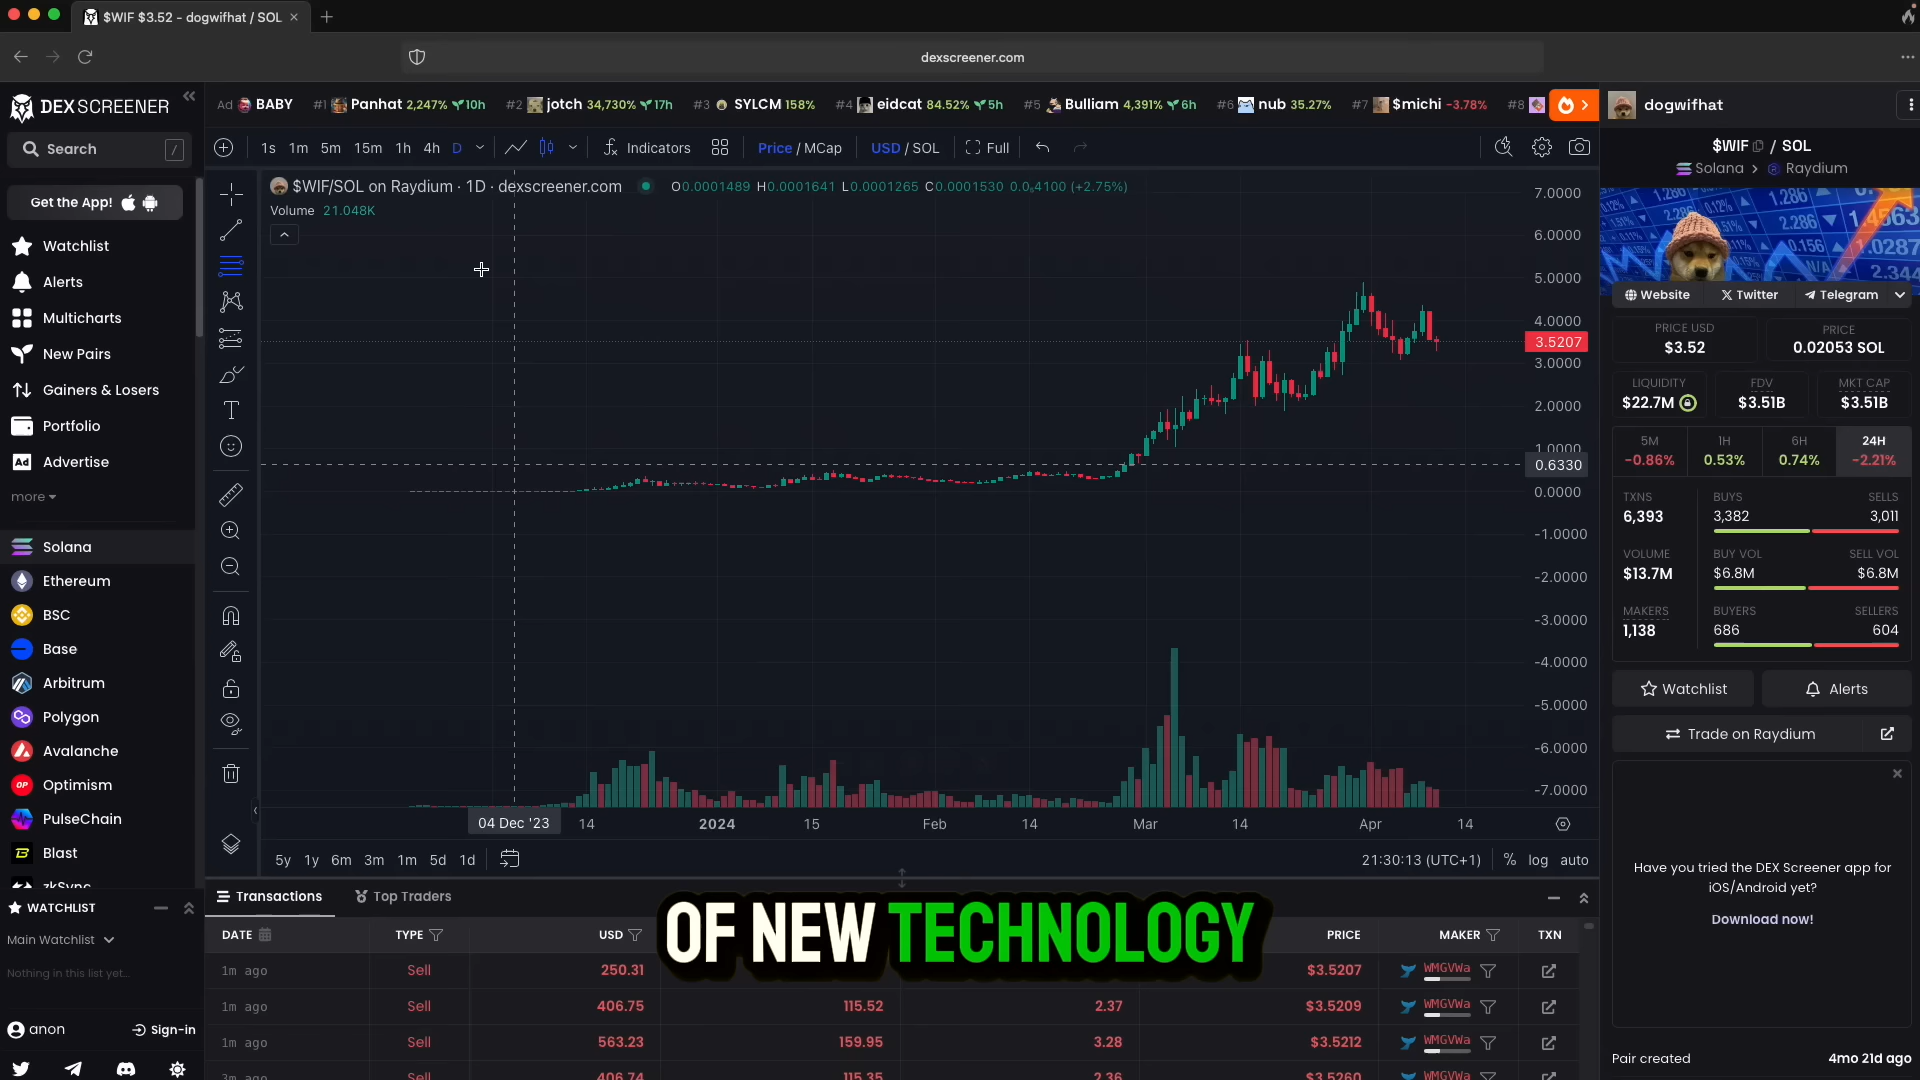 $WIF $3.52 - dogwifhat / SOL
dexscreener.com
DEX SCREENER
Ad BABY #1 Panhat 2,247% 10h #2 jotch 34,730% 17h #3 SYLCM 158% #4 eidcat 84.52% 5h #5 Bulliam 4,391% 6h #6 nub 35.27% #7 $michi -3.78% #8
dogwifhat
Search /
1s 1m 5m 15m 1h 4h D Indicators Price / MCap USD / SOL Full
$WIF / SOL
Solana > Raydium
$WIF/SOL on Raydium · 1D · dexscreener.com O0.0001489 H0.0001641 L0.0001265 C0.0001530 0.0₅4100 (+2.75%)
Volume 21.048K
Get the App!
Watchlist
Alerts
Multicharts
New Pairs
Gainers & Losers
Portfolio
Ad Advertise
more
Solana
Ethereum
BSC
Base
Arbitrum
Polygon
Avalanche
OP Optimism
PulseChain
Blast
zkSync
WATCHLIST
Main Watchlist
Nothing in this list yet...
anon Sign-in
7.0000
6.0000
5.0000
4.0000
3.5207
3.0000
2.0000
1.0000
0.6330
0.0000
-1.0000
-2.0000
-3.0000
-4.0000
-5.0000
-6.0000
-7.0000
04 Dec '23 14 2024 15 Feb 14 Mar 14 Apr 14
5y 1y 6m 3m 1m 5d 1d 21:30:13 (UTC+1) % log auto
Website Twitter Telegram
PRICE USD
$3.52
PRICE
0.02053 SOL
LIQUIDITY
$22.7M
FDV
$3.51B
MKT CAP
$3.51B
5M 1H 6H 24H
-0.86% 0.53% 0.74% -2.21%
TXNS BUYS SELLS
6,393 3,382 3,011
VOLUME BUY VOL SELL VOL
$13.7M $6.8M $6.8M
MAKERS BUYERS SELLERS
1,138 686 604
Watchlist Alerts
Trade on Raydium
Have you tried the DEX Screener app for
iOS/Android yet?
Download now!
Pair created 4mo 21d ago
Transactions Top Traders
OF NEW TECHNOLOGY
DATE TYPE USD PRICE MAKER TXN
1m ago Sell 250.31 $3.5207 WMGVWa
1m ago Sell 406.75 115.52 2.37 $3.5209 WMGVWa
1m ago Sell 563.23 159.95 3.28 $3.5212 WMGVWa
3m ago Sell 406.74 115.35 2.36 $3.5260